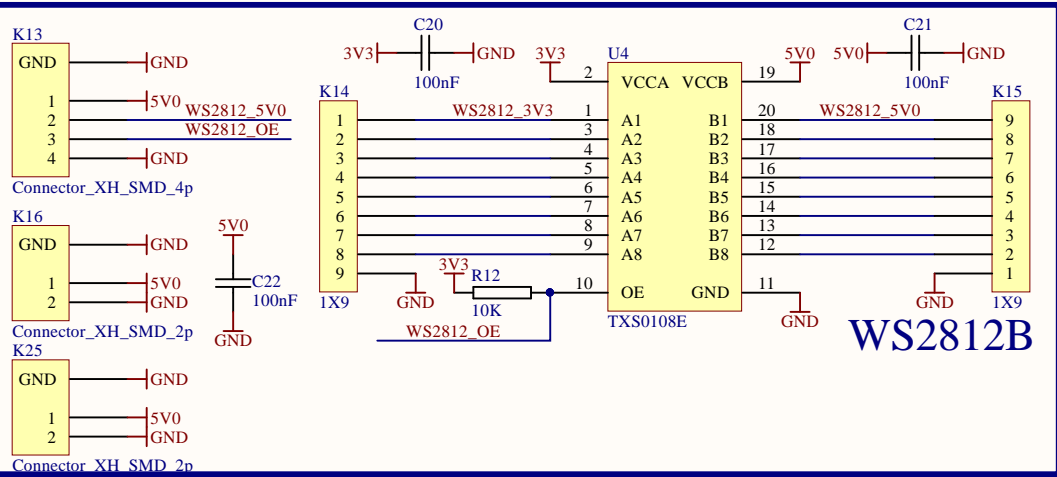 K13
GND
GND
1
5V0
2
WS2812_5V0
3
WS2812_OE
4
GND
Connector_XH_SMD_4p
K16
GND
GND
1
5V0
2
GND
Connector_XH_SMD_2p
K25
GND
GND
1
5V0
2
GND
Connector_XH_SMD_2p
5V0
C22
100nF
GND
C20
3V3
GND
100nF
K14
1
2
3
4
5
6
7
8
9
1X9
GND
WS2812_3V3
3V3
R12
10K
WS2812_OE
3V3
U4
5V0
2 VCCA VCCB 19
1 A1 B1 20
3 A2 B2 18
4 A3 B3 17
5 A4 B4 16
6 A5 B5 15
7 A6 B6 14
8 A7 B7 13
9 A8 B8 12
10 OE GND 11
TXS0108E
GND
C21
5V0
GND
100nF
WS2812_5V0
K15
9
8
7
6
5
4
3
2
1
1X9
GND
WS2812B